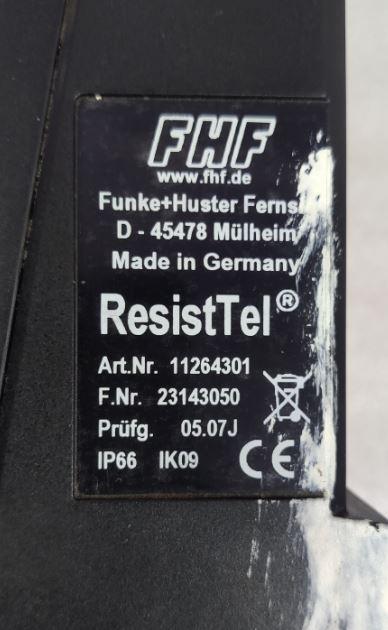 FHF
www.fhf.de
Funke+Huster Ferns
D - 45478 Mülheim
Made in Germany
ResistTel®
Art.Nr. 11264301
F.Nr. 23143050
Prüfg. 05.07J
IP66 IK09 CE